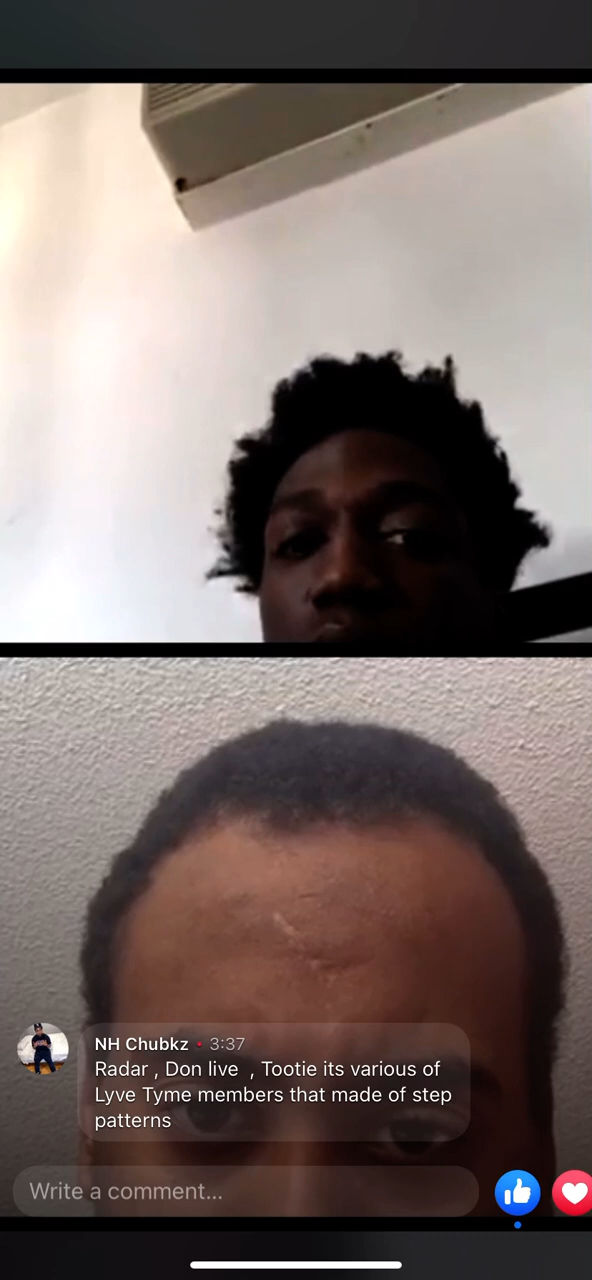 NH Chubkz • 3:37
Radar , Don live  , Tootie its various of
Lyve Tyme members that made of step
patterns
Write a comment...